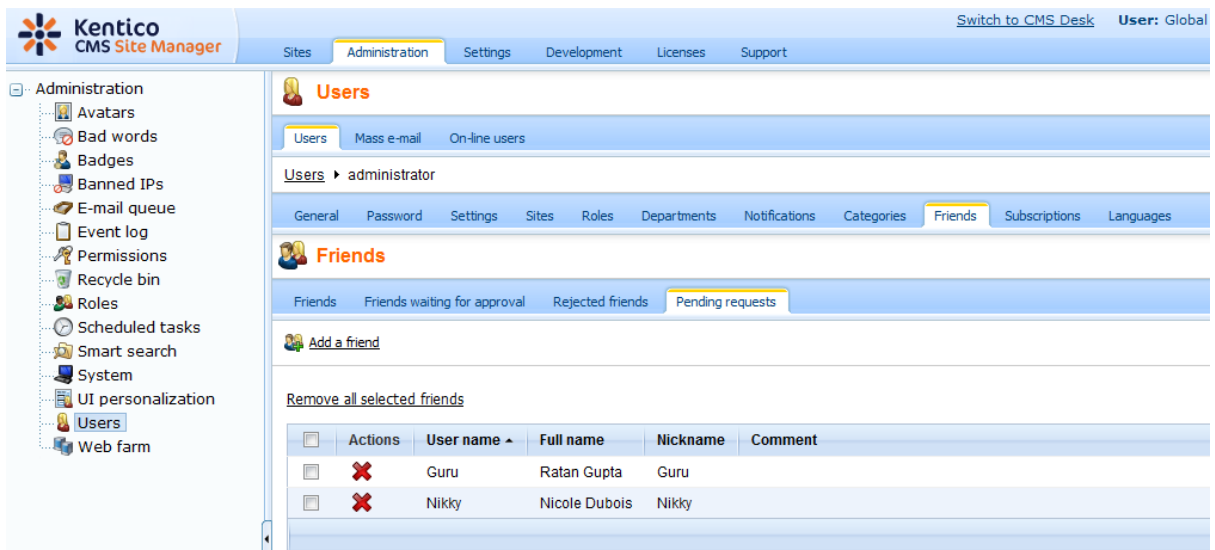 Kentico
CMS Site Manager
Switch to CMS Desk User: Global
Sites Administration Settings Development Licenses Support
Administration
Avatars
Bad words
Badges
Banned IPs
E-mail queue
Event log
Permissions
Recycle bin
Roles
Scheduled tasks
Smart search
System
UI personalization
Users
Web farm
Users
Users Mass e-mail On-line users
Users administrator
General Password Settings Sites Roles Departments Notifications Categories Friends Subscriptions Languages
Friends
Friends Friends waiting for approval Rejected friends Pending requests
Add a friend
Remove all selected friends
Actions User name Full name Nickname Comment
Guru Ratan Gupta Guru
Nikky Nicole Dubois Nikky